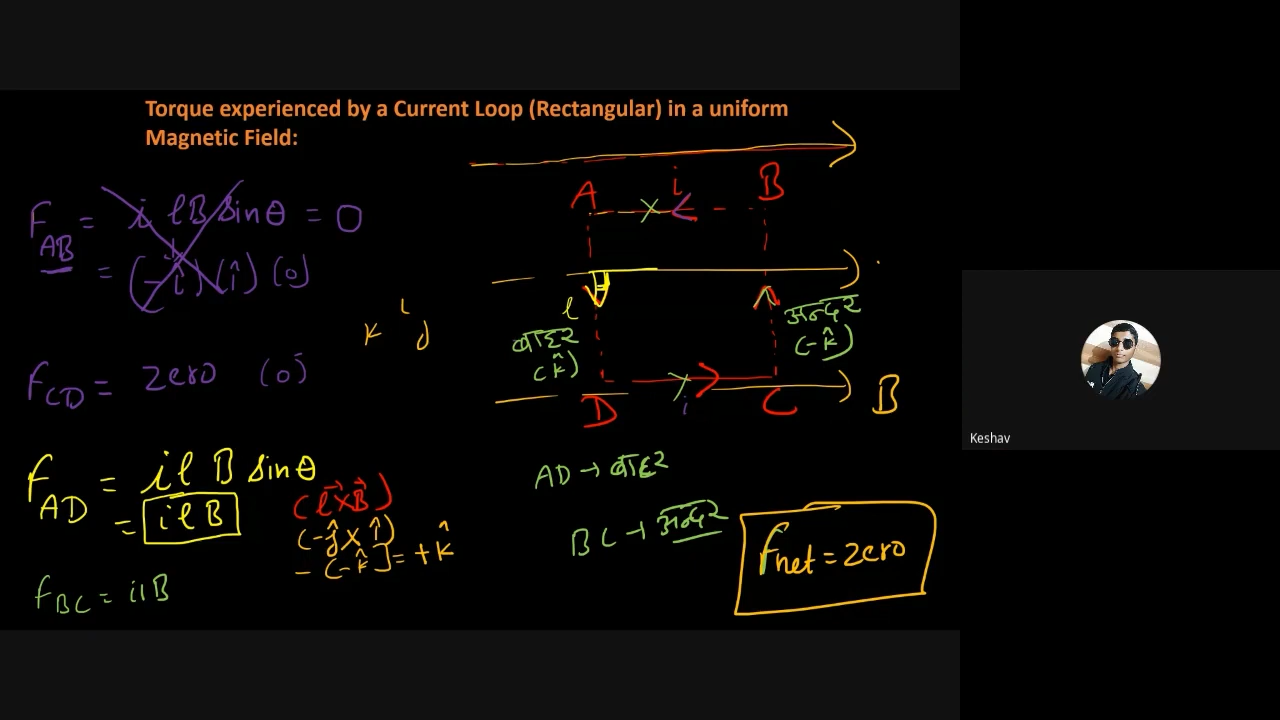 Torque experienced by a Current Loop (Rectangular) in a uniform
Magnetic Field:
F_AB = i l B sinθ = 0
= (-î)(î) (0)
F_CD = Zero (0)
F_AD = i l B sinθ
= i l B
(l⃗ x B⃗)
(-ĵ x î)
- (-k̂) = + k̂
F_BC = i l B
i
k j
A i B
l
बाहर
(k̂)
अन्दर
(-k̂)
D i C B
AD → बाहर
BC → अन्दर
F_net = Zero
Keshav